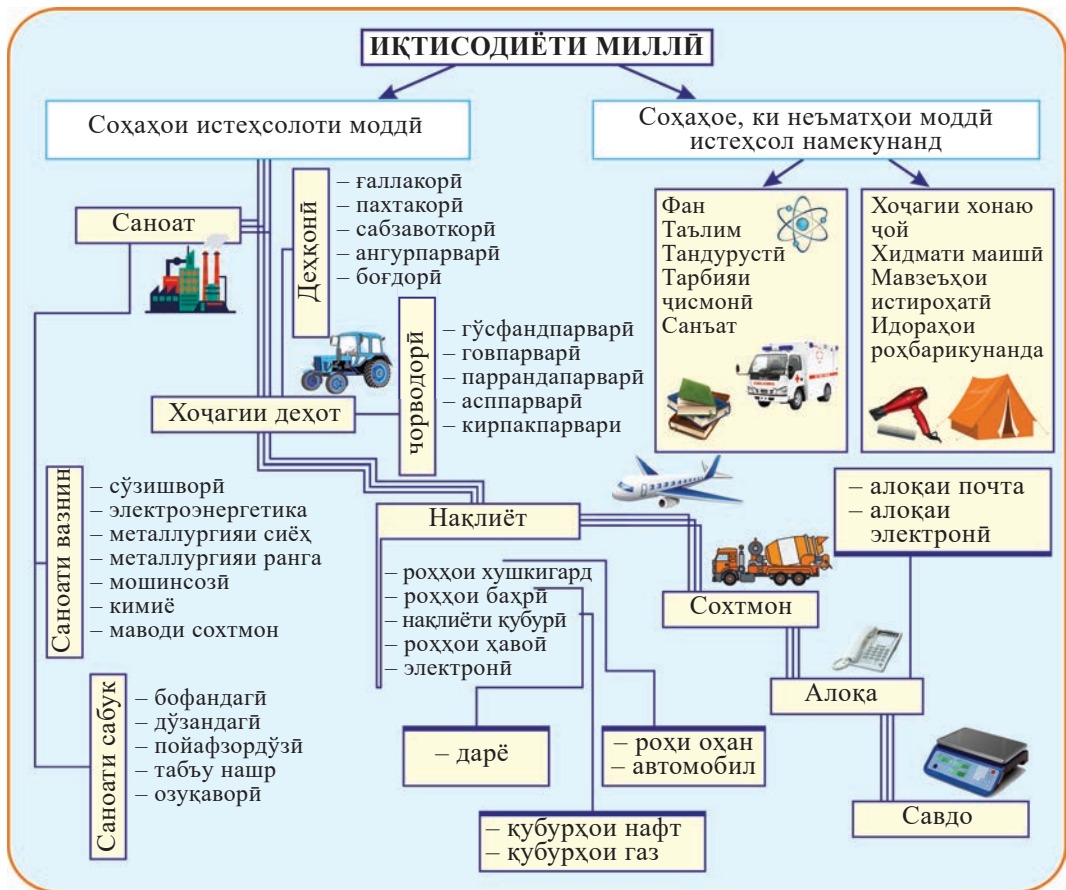 ИҚТИСОДИЁТИ МИЛЛӢ
Соҳаҳои истеҳсолоти моддӣ
Соҳаҳое, ки неъматҳои моддӣ
истеҳсол намекунанд
Саноат
Деҳқонӣ
– ғаллакорӣ
– пахтакорӣ
– сабзавоткорӣ
– ангурпарварӣ
– боғдорӣ
Фан
Таълим
Тандурустӣ
Тарбияи
ҷисмонӣ
Санъат
Хоҷагии хонаю
ҷой
Хидмати маишӣ
Мавзеъҳои
истироҳатӣ
Идораҳои
роҳбарикунанда
Хоҷагии деҳот
чорводорӣ
– гӯсфандпарварӣ
– говпарварӣ
– паррандапарварӣ
– асппарварӣ
– кирпакпарвари
Саноати вазнин
– сӯзишворӣ
– электроэнергетика
– металлургияи сиёҳ
– металлургияи ранга
– мошинсозӣ
– кимиё
– маводи сохтмон
Саноати сабук
– бофандагӣ
– дӯзандагӣ
– пойафзордӯзӣ
– табъу нашр
– озуқаворӣ
Нақлиёт
– роҳҳои хушкигард
– роҳҳои баҳрӣ
– нақлиёти қубурӣ
– роҳҳои ҳавоӣ
– электронӣ
– дарё
– роҳи оҳан
– автомобил
– қубурҳои нафт
– қубурҳои газ
Сохтмон
– алоқаи почта
– алоқаи
электронӣ
Алоқа
Савдо